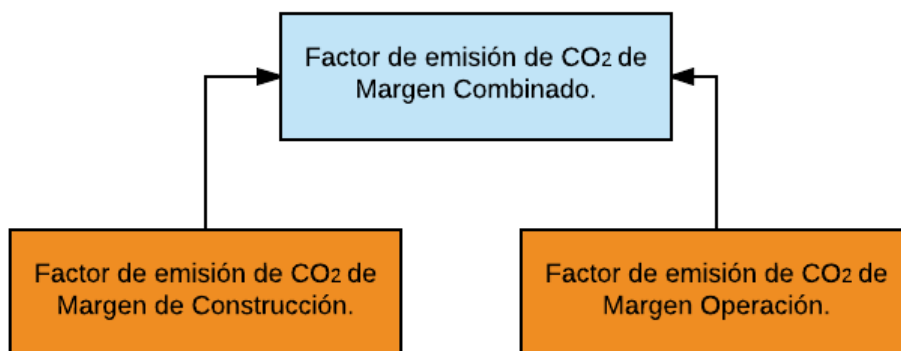 Factor de emisión de CO2 de
Margen Combinado.
Factor de emisión de CO2 de
Margen de Construcción.
Factor de emisión de CO2 de
Margen Operación.